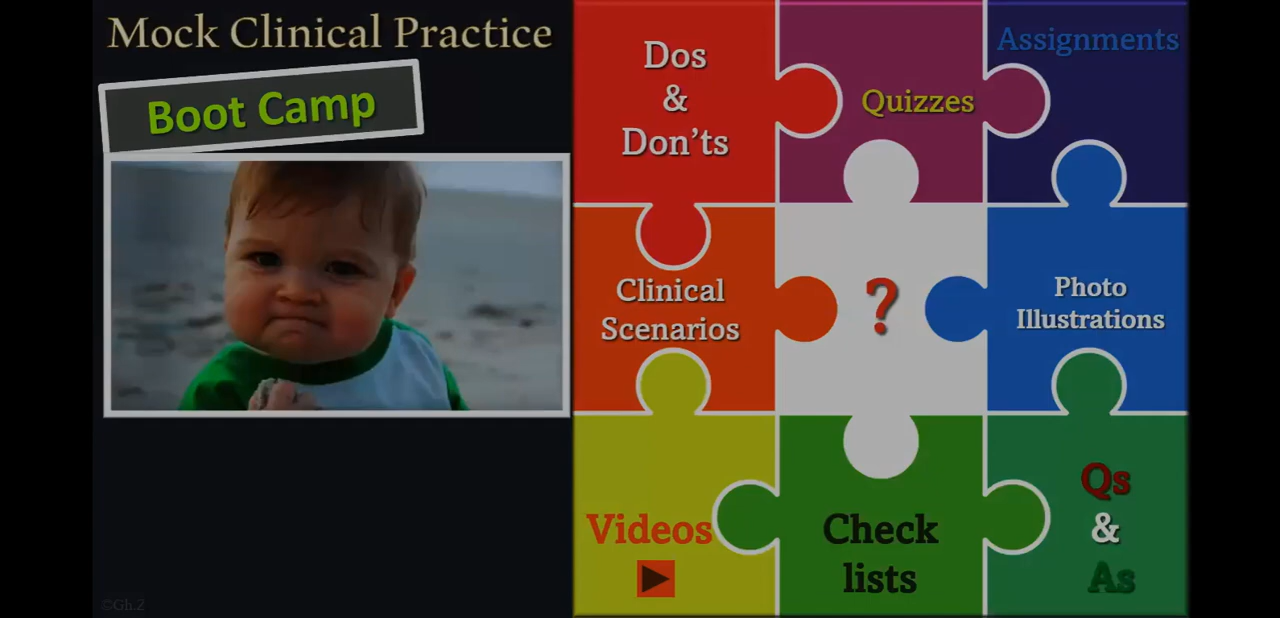 Mock Clinical Practice
Boot Camp
Dos
&
Don'ts
Quizzes
Assignments
Clinical
Scenarios
?
Photo
Illustrations
Videos
Check
lists
Qs
&
As
©Gh.Z